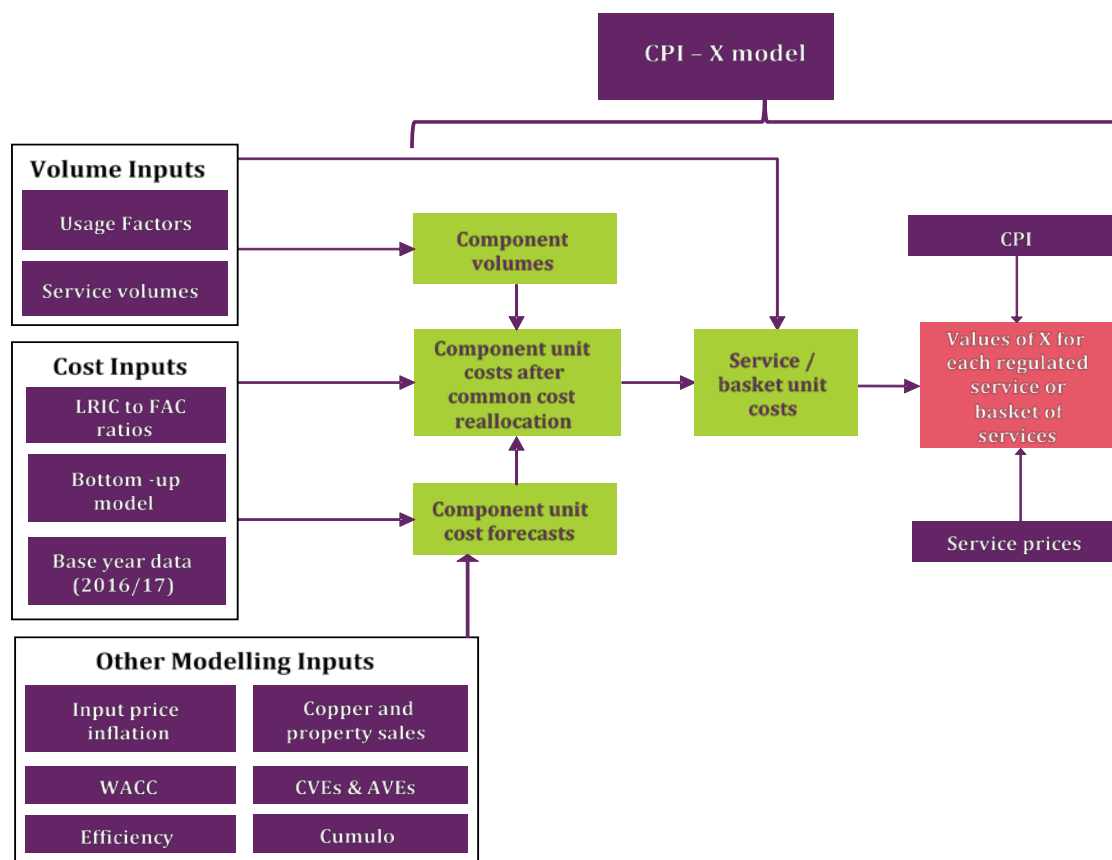 CPI – X model
Volume Inputs
Usage Factors
Service volumes
Component
volumes
CPI
Cost Inputs
LRIC to FAC
ratios
Bottom -up
model
Base year data
(2016/17)
Component unit
costs after
common cost
reallocation
Service /
basket unit
costs
Values of X for
each regulated
service or
basket of
services
Component unit
cost forecasts
Service prices
Other Modelling Inputs
Input price
inflation
Copper and
property sales
WACC
CVEs & AVEs
Efficiency
Cumulo